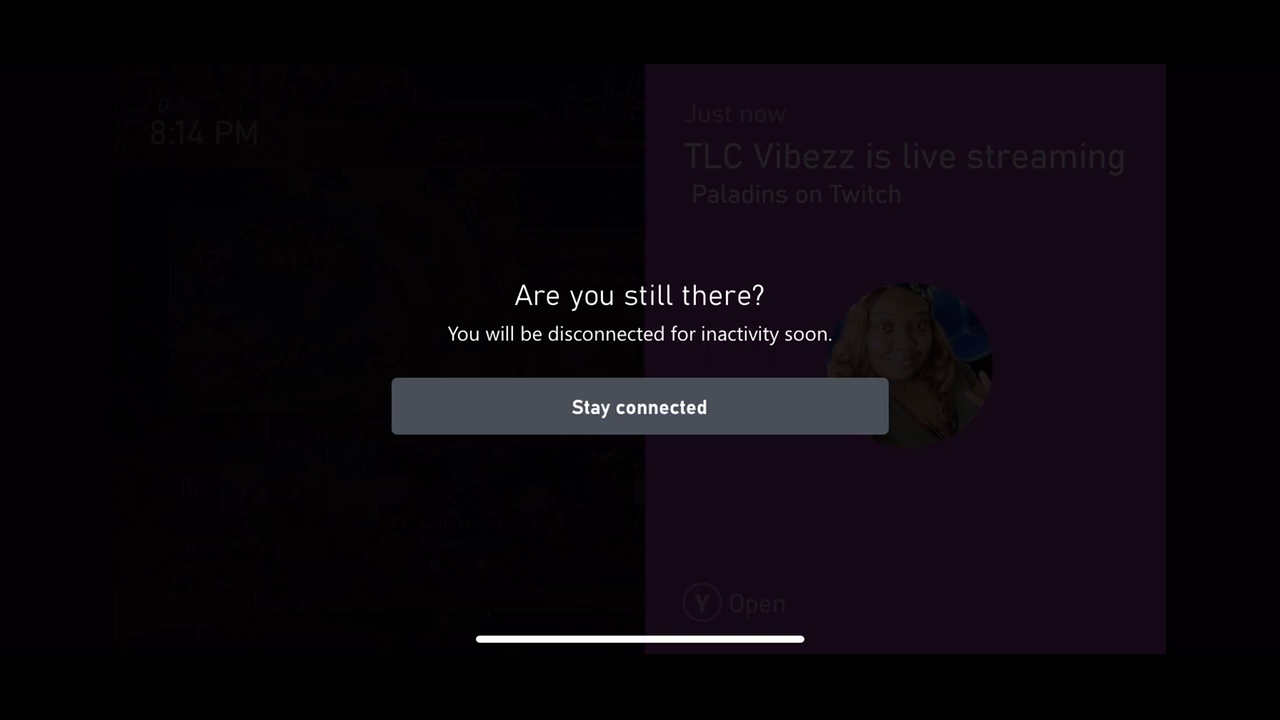 8:14 PM
Just now
TLC Vibezz is live streaming
Paladins on Twitch
Are you still there?
You will be disconnected for inactivity soon.
Stay connected
Y Open